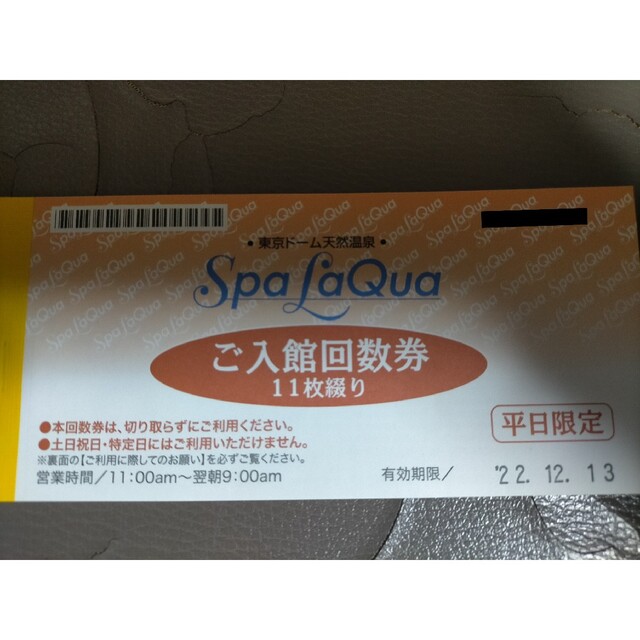 ・東京ドーム天然温泉・
Spa LaQua
ご入館回数券
11枚綴り
●本回数券は、切り取らずにご利用ください。
●土日祝日・特定日にはご利用いただけません。
※裏面の【ご利用に際してのお願い】を必ずご覧ください。
営業時間/11:00am〜翌朝9:00am
平日限定
有効期限/ '22. 12. 13